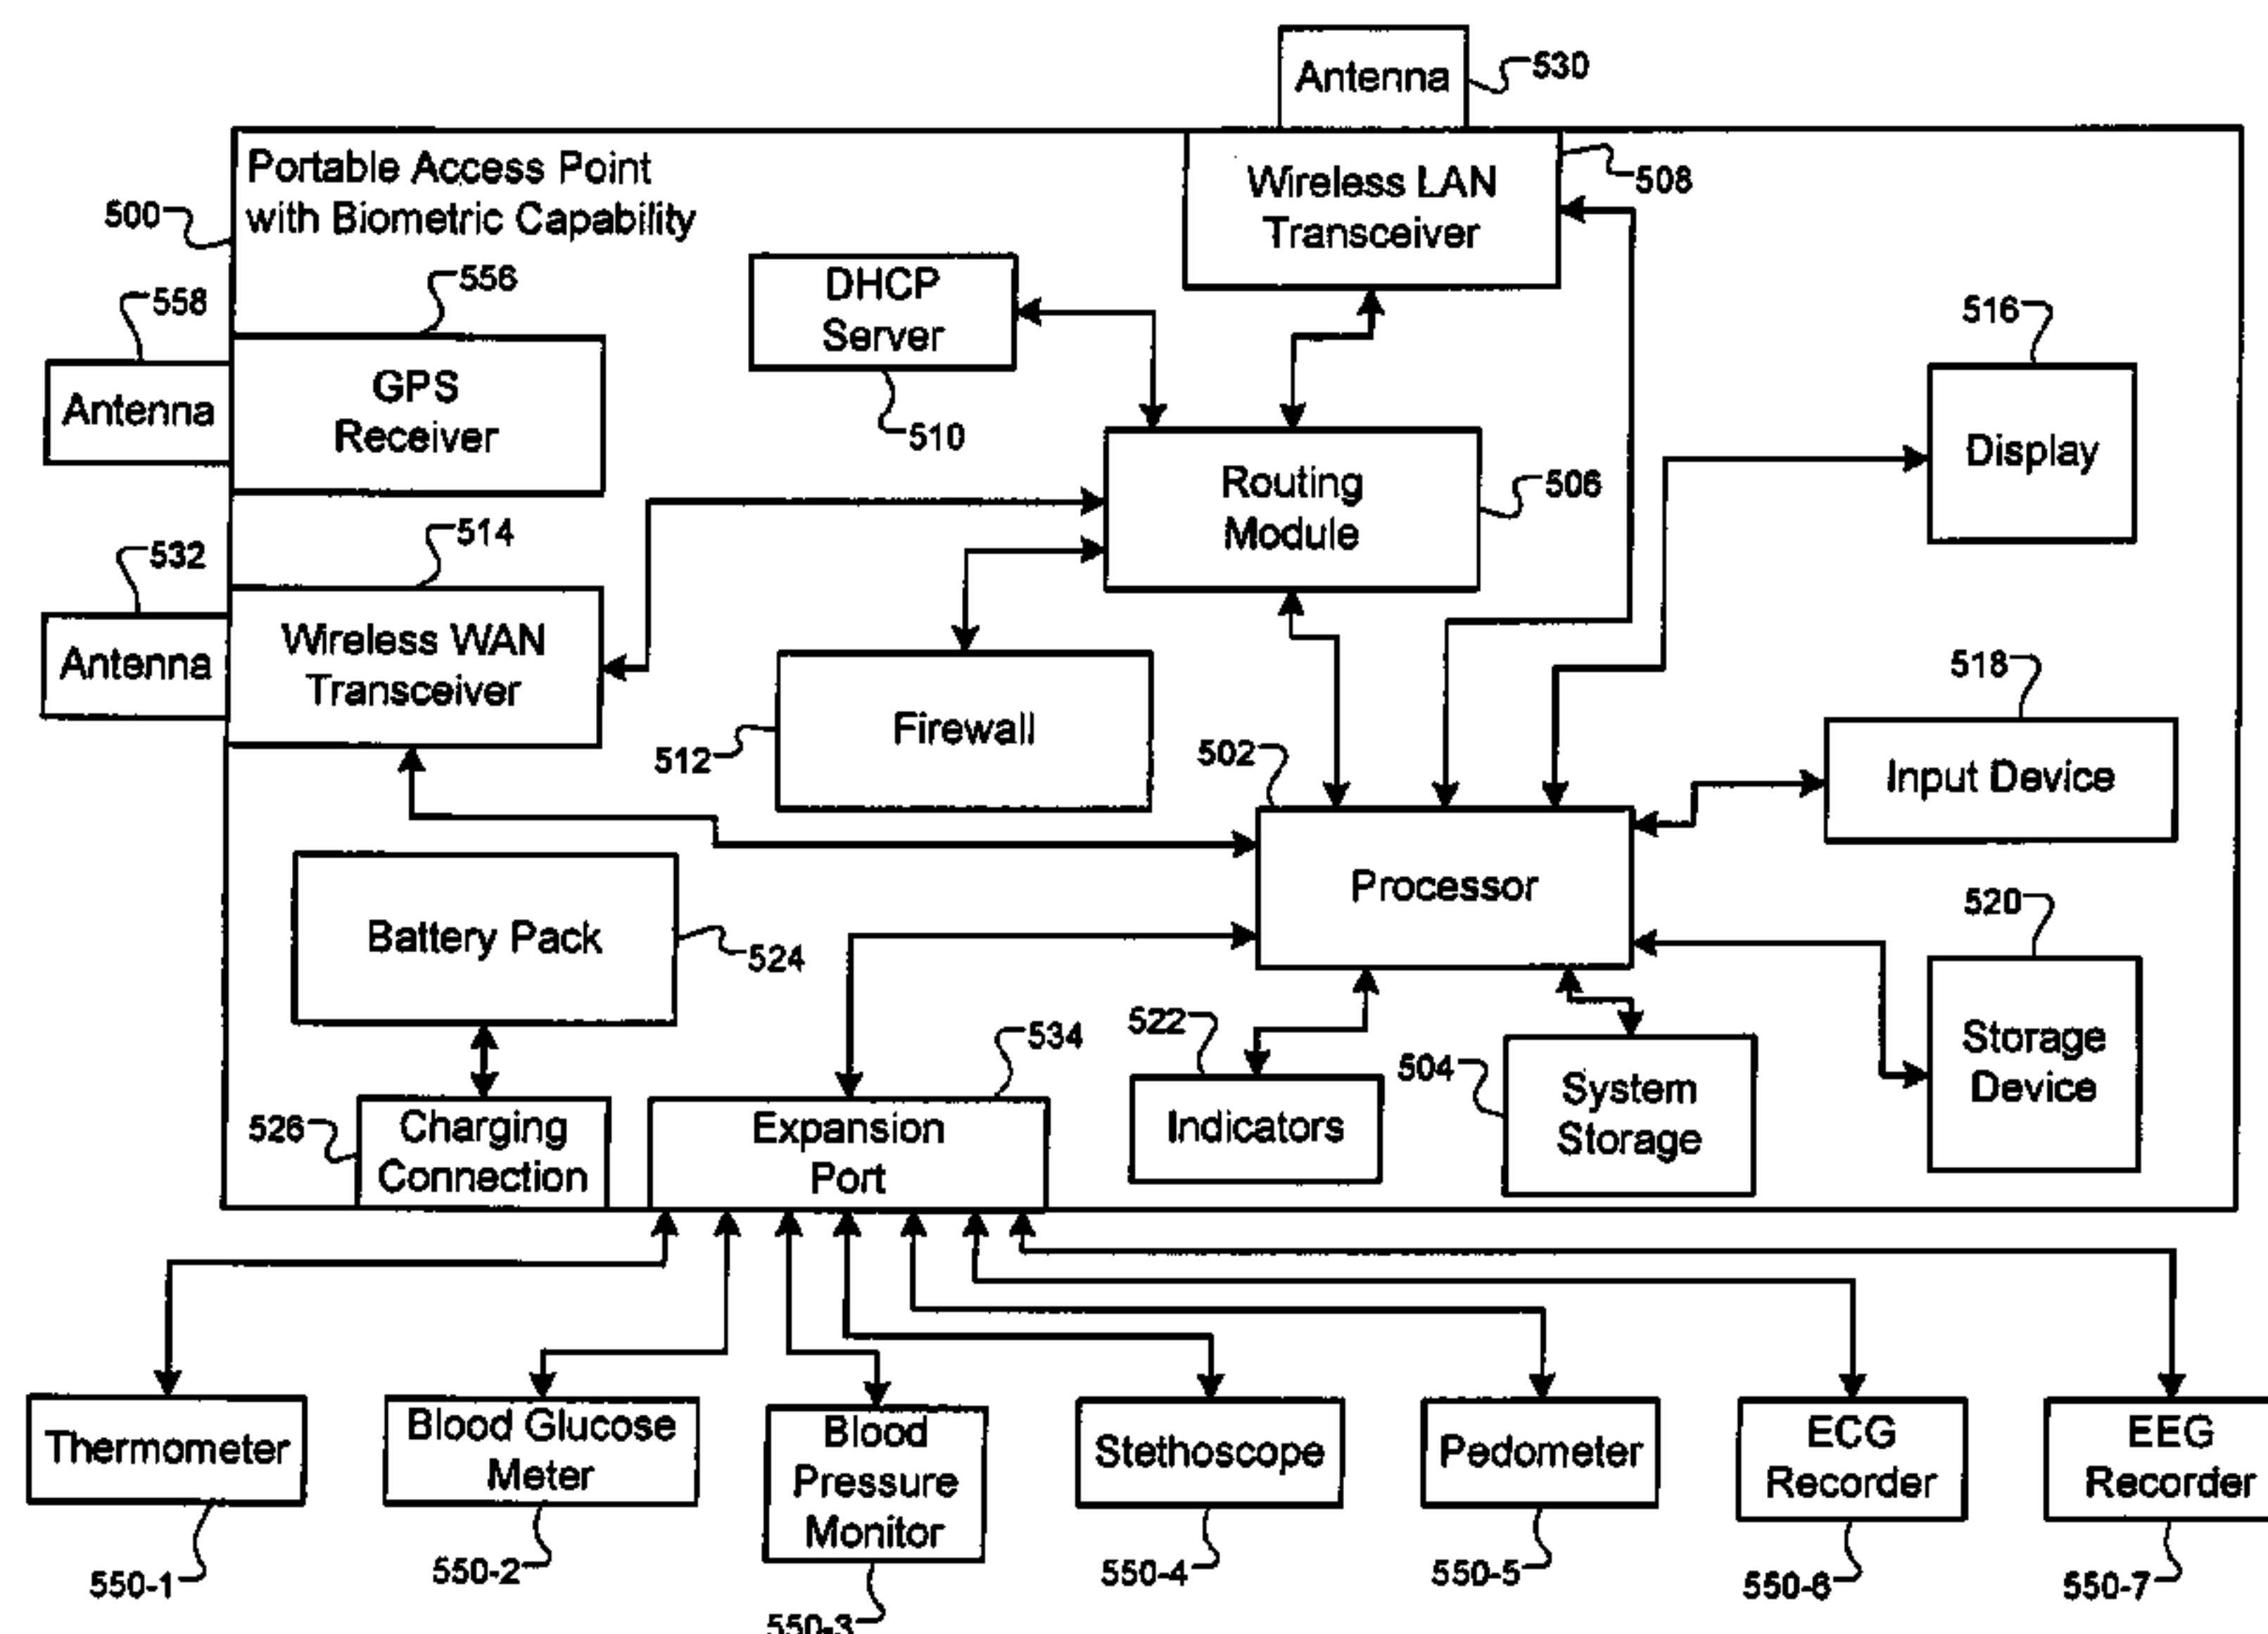 Antenna
530
Portable Access Point
with Biometric Capability
500
Wireless LAN
Transceiver
508
DHCP
Server
510
556
558
GPS
Receiver
Antenna
516
Display
Routing
Module
506
514
532
Wireless WAN
Transceiver
Antenna
Firewall
512
518
Input Device
502
Processor
Battery Pack
524
520
Storage
Device
534
522
504
System
Storage
Indicators
526
Charging
Connection
Expansion
Port
Thermometer
Blood Glucose
Meter
Blood
Pressure
Monitor
Stethoscope
Pedometer
ECG
Recorder
EEG
Recorder
550-1
550-2
550-3
550-4
550-5
550-6
550-7